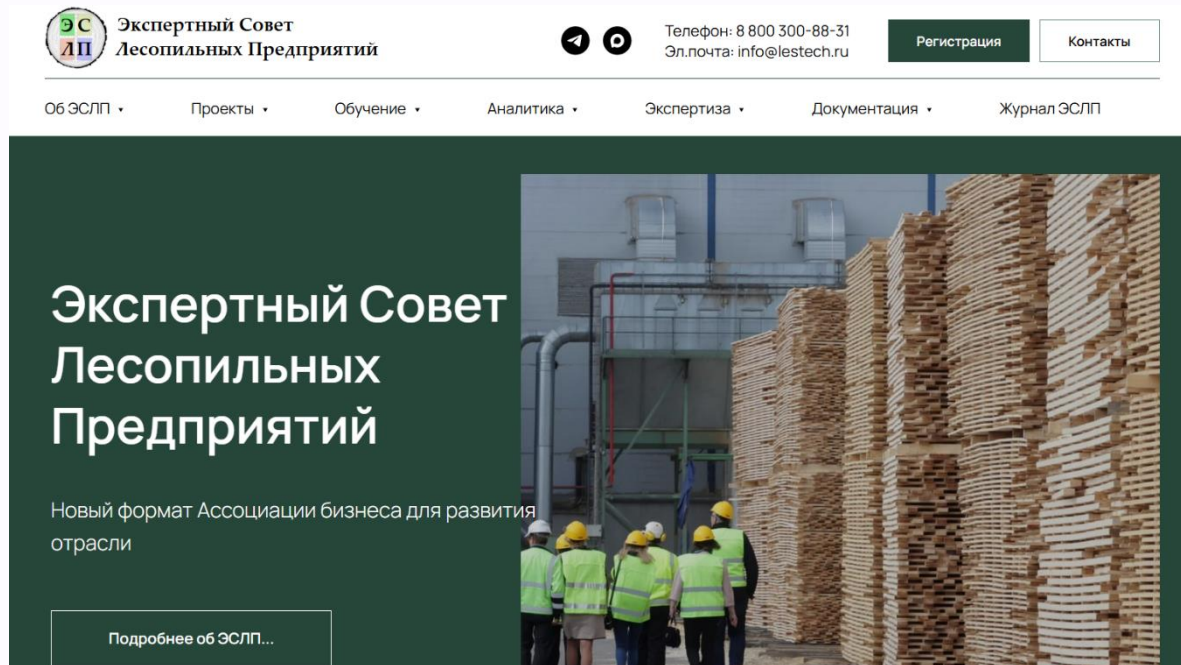 ЭС
ЛП
Экспертный Совет
Лесопильных Предприятий
Телефон: 8 800 300-88-31
Эл.почта: info@lestech.ru
Регистрация
Контакты
Об ЭСЛП
Проекты
Обучение
Аналитика
Экспертиза
Документация
Журнал ЭСЛП
Экспертный Совет
Лесопильных
Предприятий
Новый формат Ассоциации бизнеса для развития
отрасли
Подробнее об ЭСЛП...